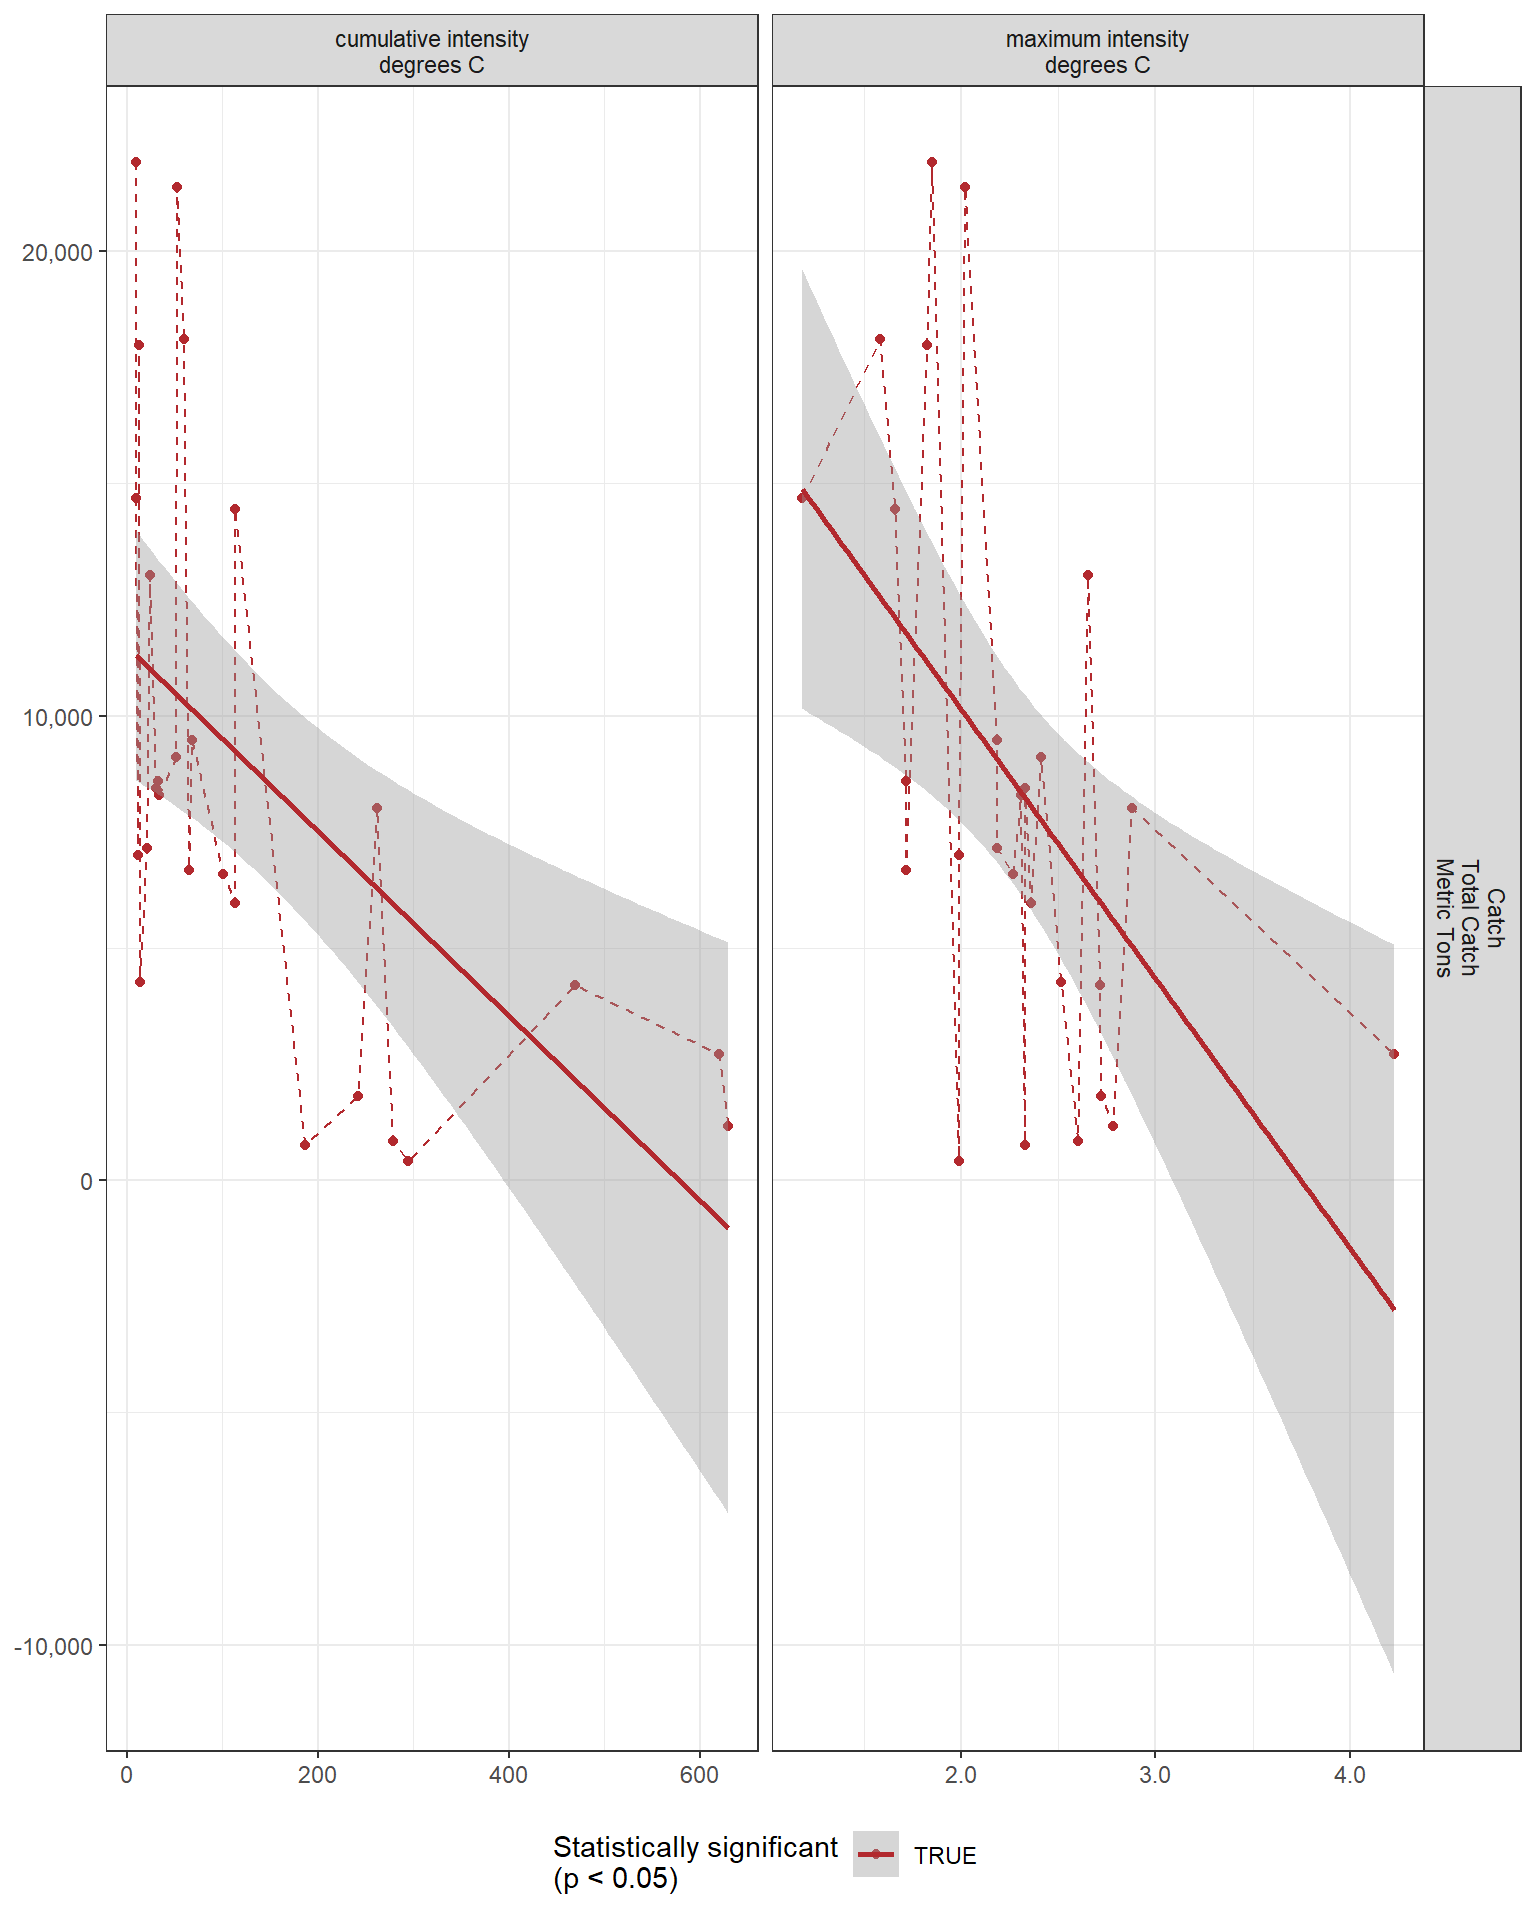 cumulative intensity
degrees C
maximum intensity
degrees C
20,000
10,000
0
-10,000
Catch
Total Catch
Metric Tons
0
200
400
600
2.0
3.0
4.0
Statistically significant
(p < 0.05)
TRUE